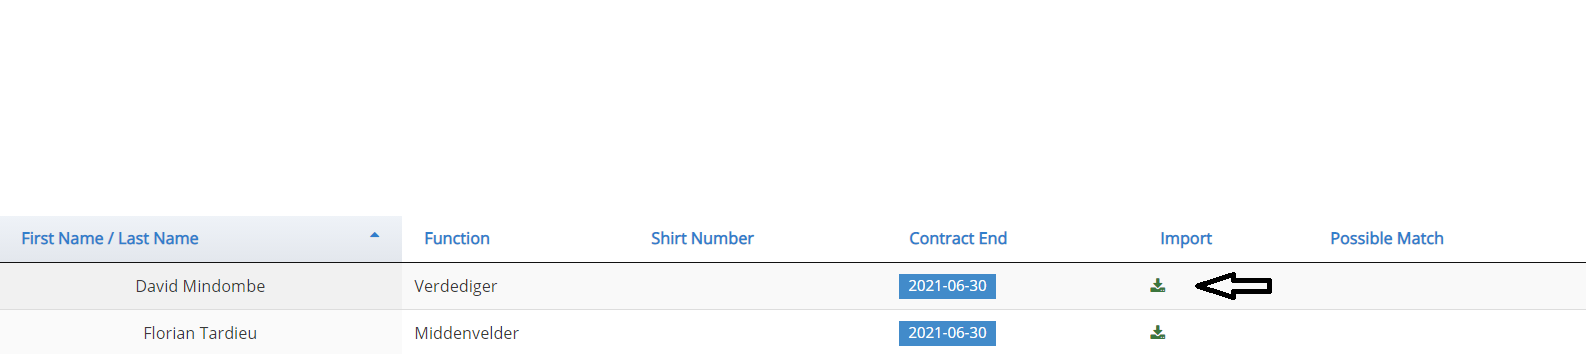 First Name / Last Name Function Shirt Number Contract End Import Possible Match
David Mindombe Verdediger 2021-06-30
Florian Tardieu Middenvelder 2021-06-30